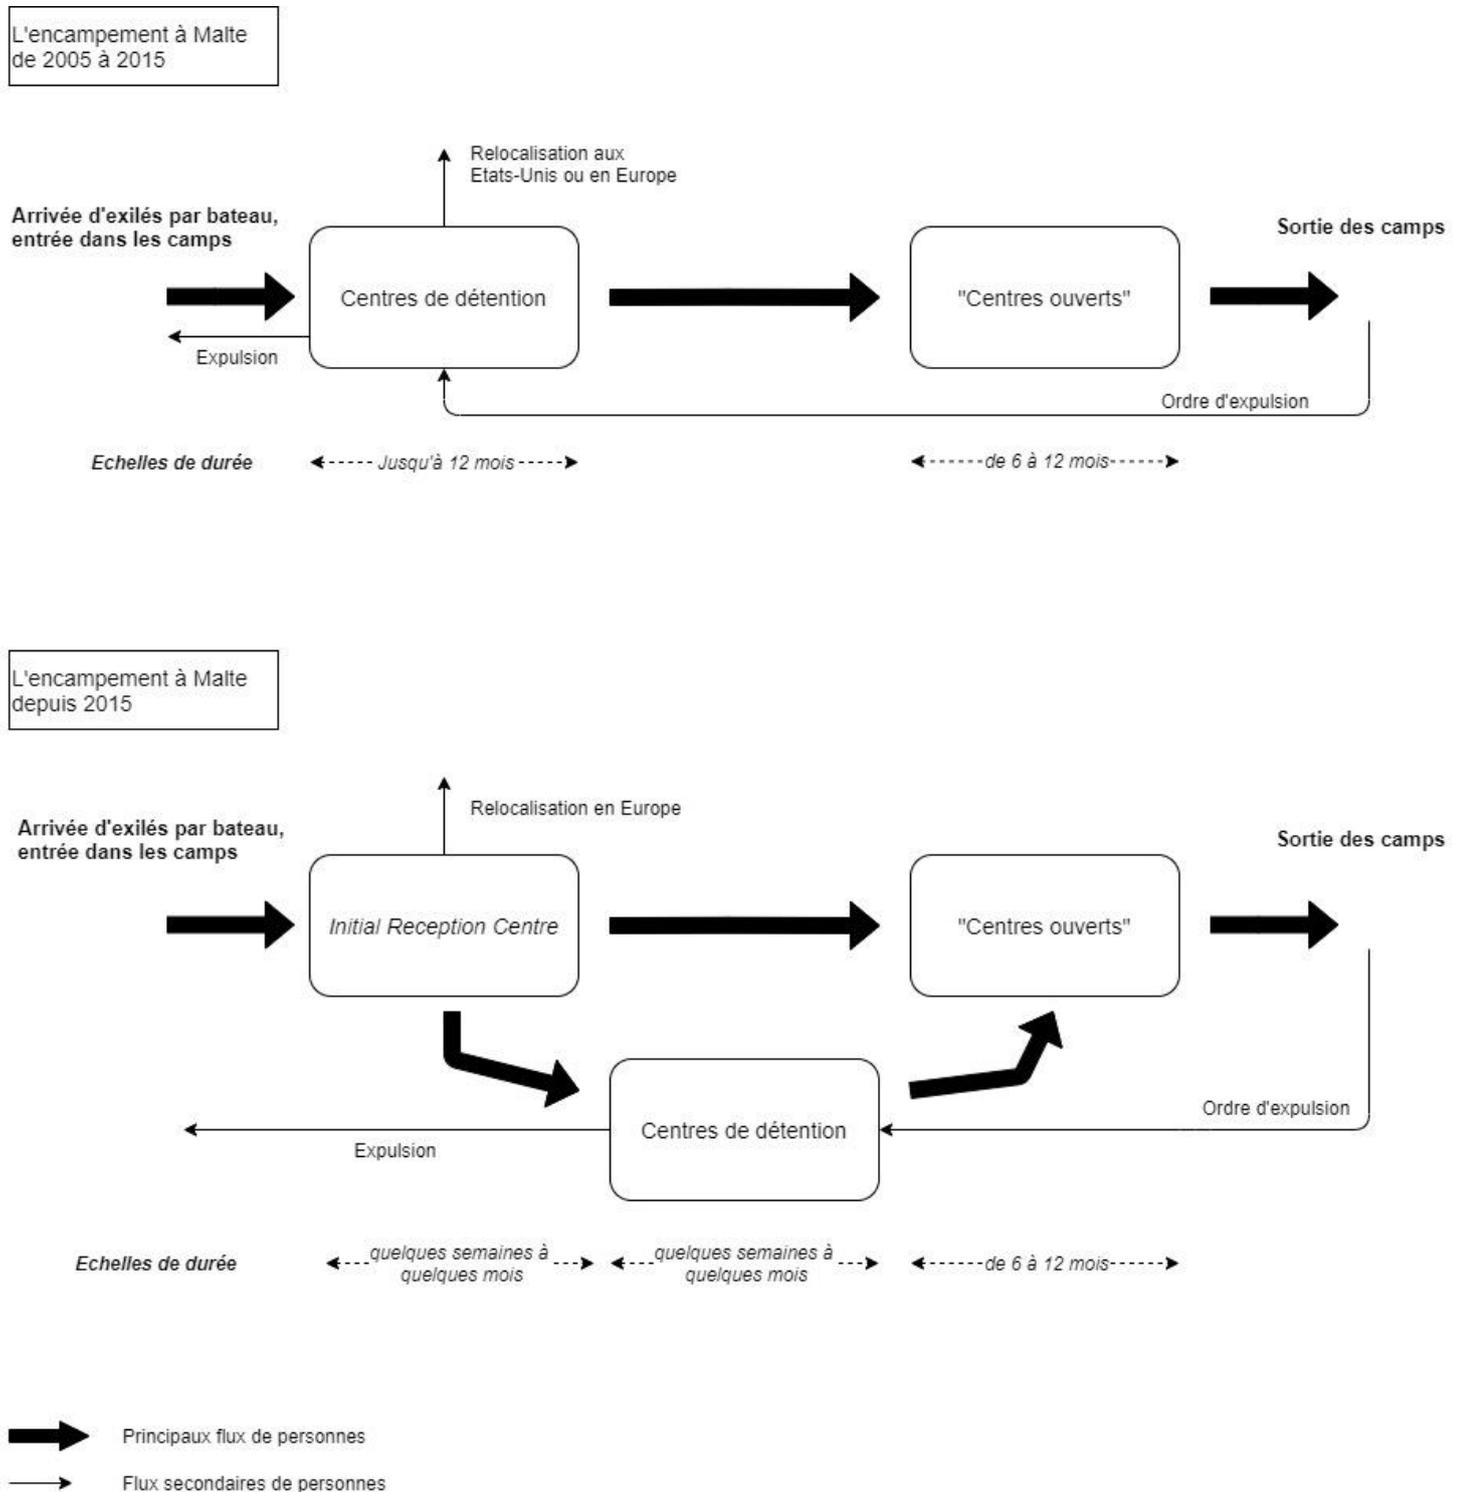 L'encampement à Malte
de 2005 à 2015
Relocalisation aux
Etats-Unis ou en Europe
Arrivée d'exilés par bateau,
entrée dans les camps
Sortie des camps
Centres de détention
"Centres ouverts"
Expulsion
Ordre d'expulsion
Echelles de durée
Jusqu'à 12 mois
de 6 à 12 mois
L'encampement à Malte
depuis 2015
Relocalisation en Europe
Arrivée d'exilés par bateau,
entrée dans les camps
Sortie des camps
Initial Reception Centre
"Centres ouverts"
Ordre d'expulsion
Centres de détention
Expulsion
Echelles de durée
quelques semaines à
quelques mois
quelques semaines à
quelques mois
de 6 à 12 mois
Principaux flux de personnes
Flux secondaires de personnes